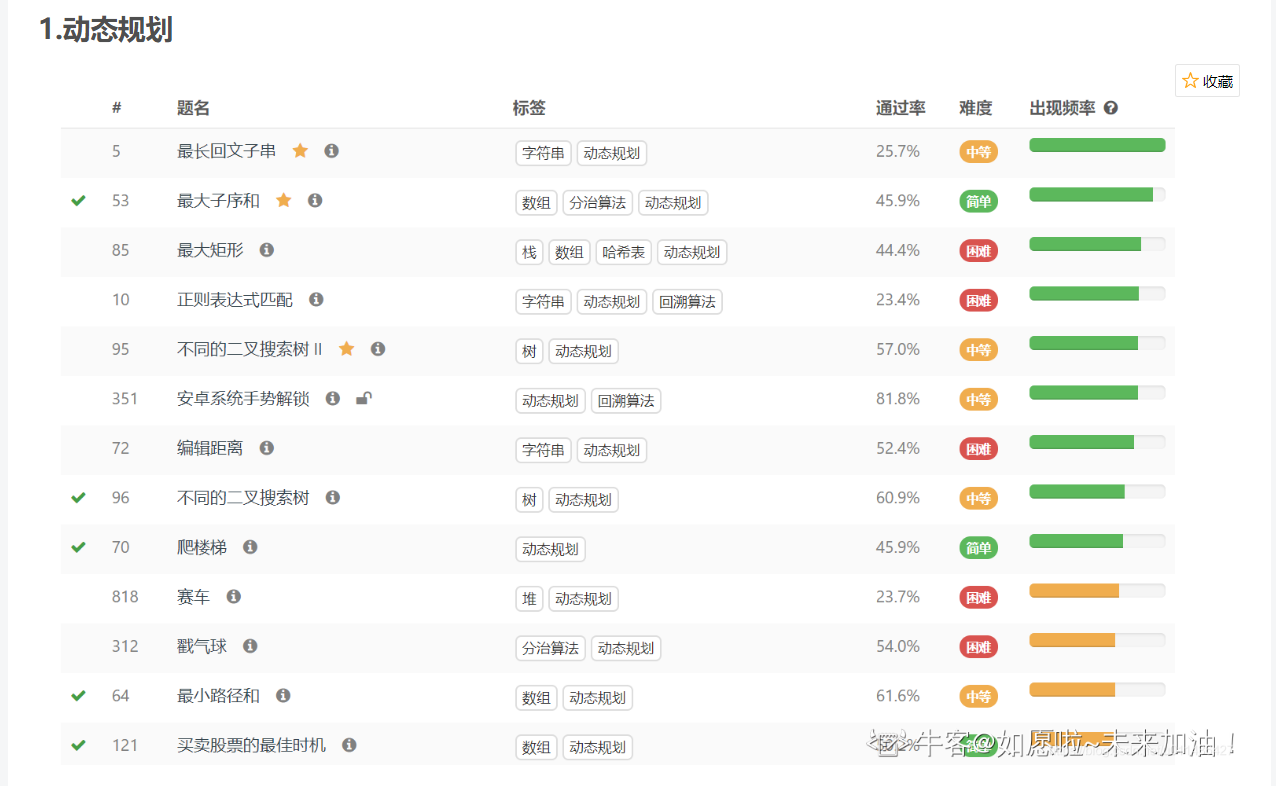 1.动态规划
收藏
# 题名 标签 通过率 难度 出现频率
5 最长回文子串 字符串 动态规划 25.7% 中等
53 最大子序和 数组 分治算法 动态规划 45.9% 简单
85 最大矩形 栈 数组 哈希表 动态规划 44.4% 困难
10 正则表达式匹配 字符串 动态规划 回溯算法 23.4% 困难
95 不同的二叉搜索树 II 树 动态规划 57.0% 中等
351 安卓系统手势解锁 动态规划 回溯算法 81.8% 中等
72 编辑距离 字符串 动态规划 52.4% 困难
96 不同的二叉搜索树 树 动态规划 60.9% 中等
70 爬楼梯 动态规划 45.9% 简单
818 赛车 堆 动态规划 23.7% 困难
312 戳气球 分治算法 动态规划 54.0% 困难
64 最小路径和 数组 动态规划 61.6% 中等
121 买卖股票的最佳时机 数组 动态规划
牛客@如愿啦~未来加油！